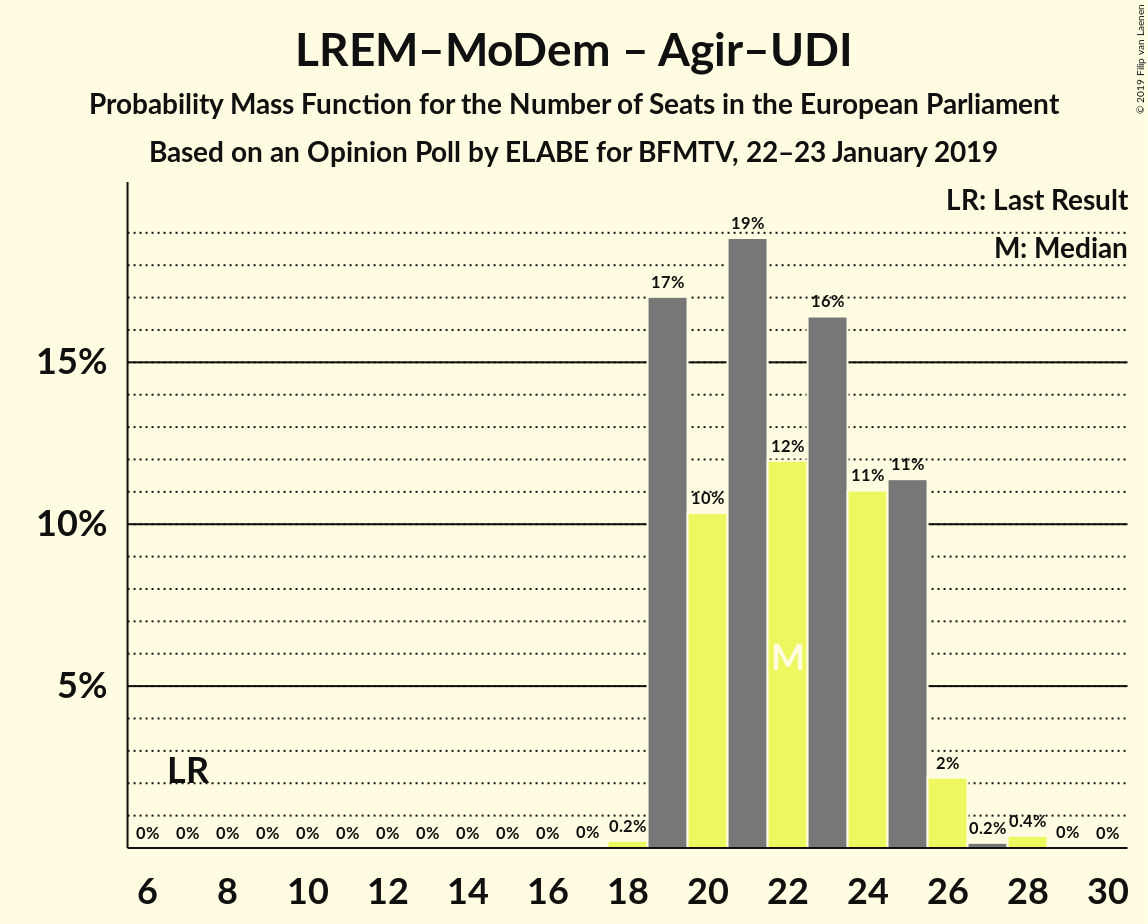 LREM–MoDem – Agir–UDI
Probability Mass Function for the Number of Seats in the European Parliament
Based on an Opinion Poll by ELABE for BFMTV, 22–23 January 2019
© 2019 Filip van Laenen
LR: Last Result
M: Median
19%
17%
16%
15%
12%
11%
11%
10%
10%
M
5%
LR
2%
0% 0% 0% 0% 0% 0% 0% 0% 0% 0% 0% 0% 0.2% 0.2% 0.4% 0% 0%
6 8 10 12 14 16 18 20 22 24 26 28 30